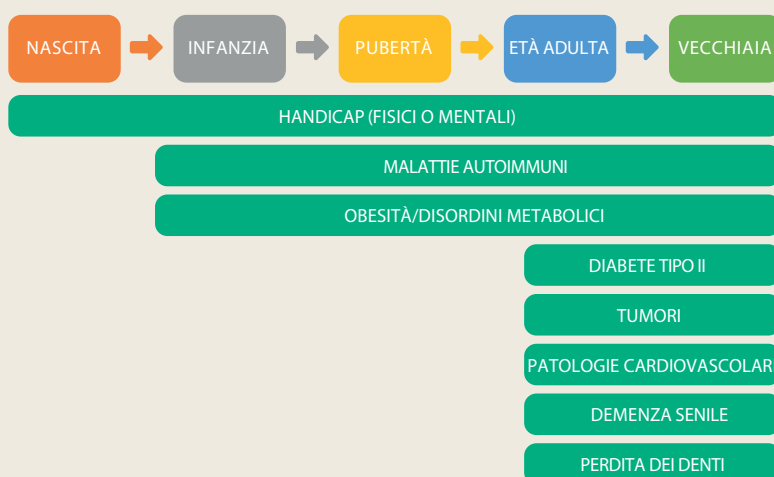 NASCITA
INFANZIA
PUBERTÀ
ETÀ ADULTA
VECCHIAIA
HANDICAP (FISICI O MENTALI)
MALATTIE AUTOIMMUNI
OBESITÀ/DISORDINI METABOLICI
DIABETE TIPO II
TUMORI
PATOLOGIE CARDIOVASCOLARI
DEMENZA SENILE
PERDITA DEI DENTI